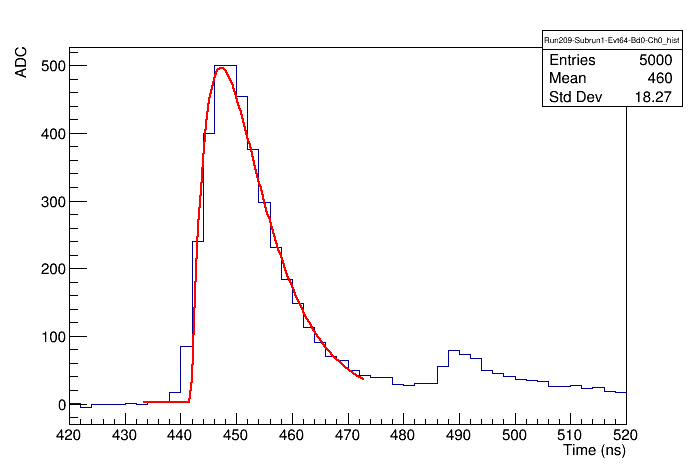 Run209-Subrun1-Evt64-Bd0-Ch0_hist
Entries 5000
Mean 460
Std Dev 18.27
ADC
500
400
300
200
100
0
420 430 440 450 460 470 480 490 500 510 520
Time (ns)